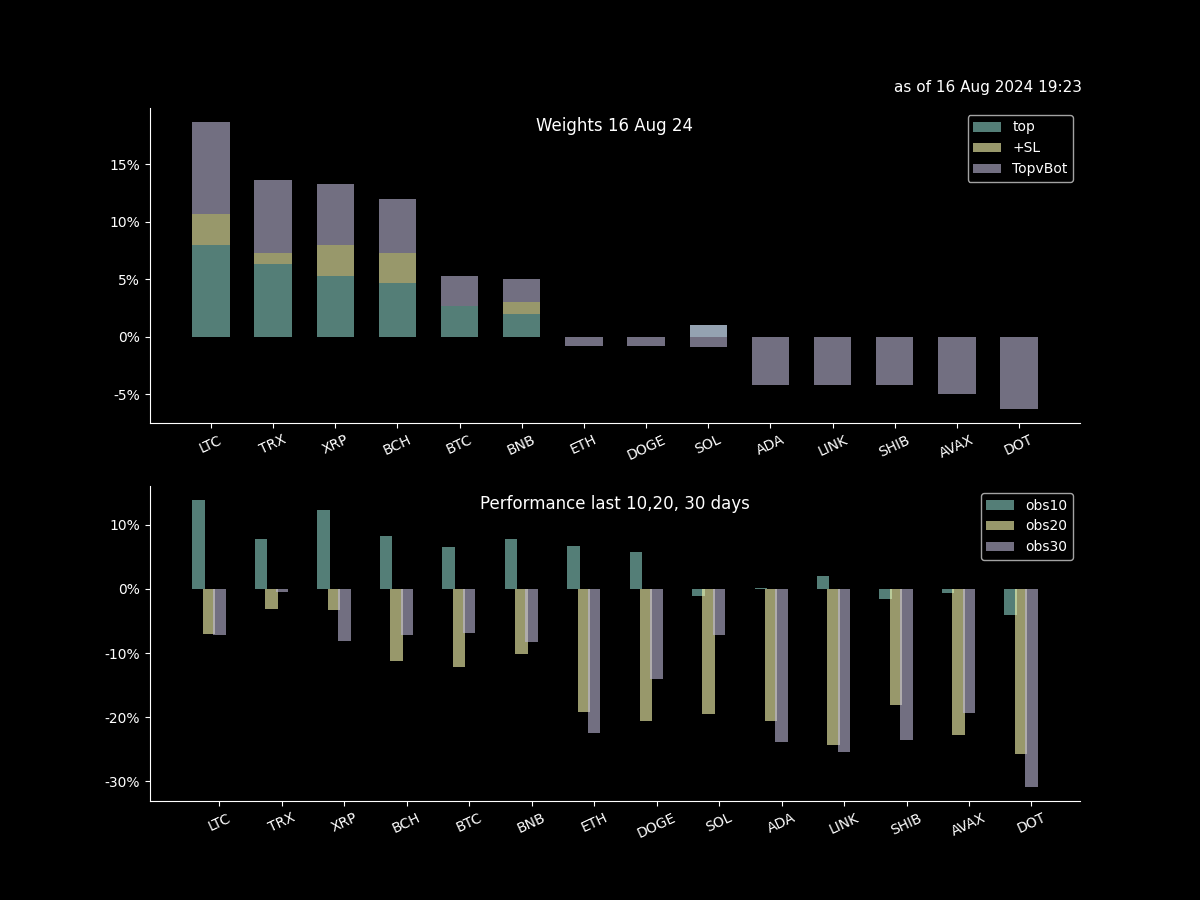 as of 16 Aug 2024 19:23
Weights 16 Aug 24
top
+SL
TopvBot
15%
10%
5%
0%
-5%
LTC TRX XRP BCH BTC BNB ETH DOGE SOL ADA LINK SHIB AVAX DOT
Performance last 10,20, 30 days
obs10
obs20
obs30
10%
0%
-10%
-20%
-30%
LTC TRX XRP BCH BTC BNB ETH DOGE SOL ADA LINK SHIB AVAX DOT